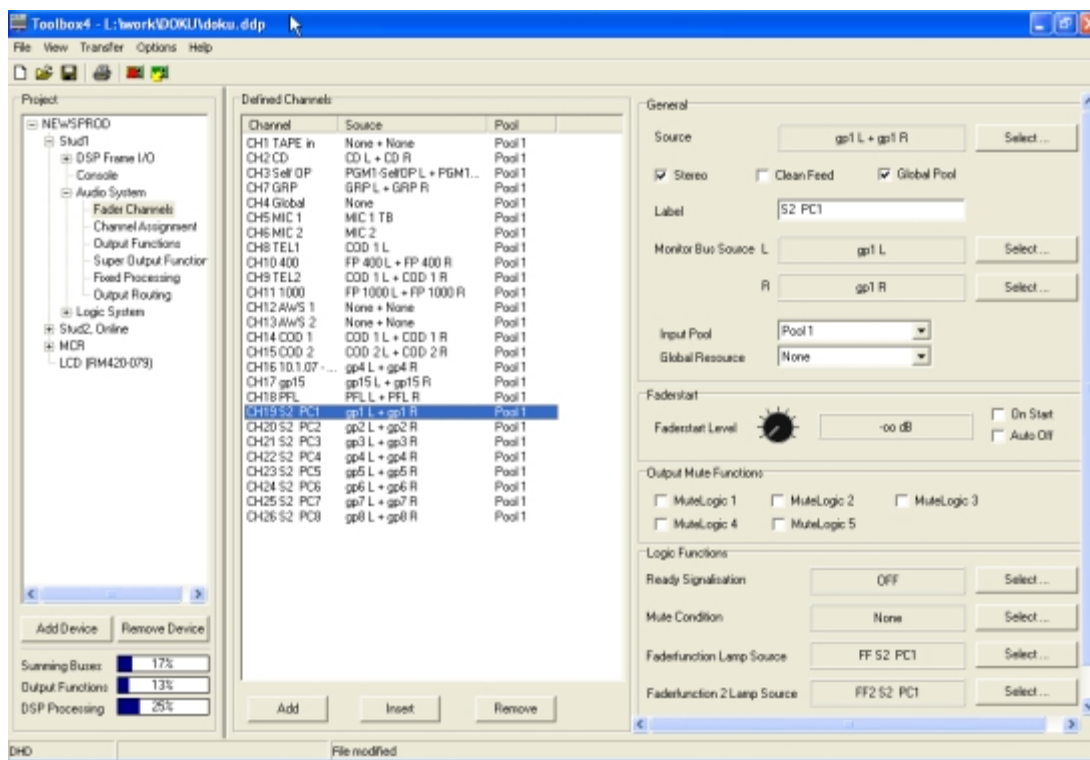 Toolbox4 - L:\work\DOKU\doku.ddp
File View Transfer Options Help
Project
NEWSPROD
Stud1
DSP Frame I/O
Console
Audio System
Fader Channels
Channel Assignment
Output Functions
Super Output Function
Fixed Processing
Output Routing
Logic System
Stud2, Online
MCR
LCD (RM420-079)
Add Device Remove Device
Summing Buses 17%
Output Functions 13%
DSP Processing 25%
Defined Channels
Channel Source Pool
CH1 TAPE in None + None Pool 1
CH2 CD CD L + CD R Pool 1
CH3 Self OP PGM1-SelfOP L + PGM1... Pool 1
CH7 GRP GRP L + GRP R Pool 1
CH4 Global None Pool 1
CH5 MIC 1 MIC 1 TB Pool 1
CH6 MIC 2 MIC 2 Pool 1
CH8 TEL1 COD 1 L Pool 1
CH10 400 FP 400 L + FP 400 R Pool 1
CH9 TEL2 COD 1 L + COD 1 R Pool 1
CH11 1000 FP 1000 L + FP 1000 R Pool 1
CH12 AWS 1 None + None Pool 1
CH13 AWS 2 None + None Pool 1
CH14 COD 1 COD 1 L + COD 1 R Pool 1
CH15 COD 2 COD 2 L + COD 2 R Pool 1
CH16 10.1.07 -... gp4 L + gp4 R Pool 1
CH17 gp15 gp15 L + gp15 R Pool 1
CH18 PFL PFL L + PFL R Pool 1
CH19 S2 PC1 gp1 L + gp1 R Pool 1
CH20 S2 PC2 gp2 L + gp2 R Pool 1
CH21 S2 PC3 gp3 L + gp3 R Pool 1
CH22 S2 PC4 gp4 L + gp4 R Pool 1
CH23 S2 PC5 gp5 L + gp5 R Pool 1
CH24 S2 PC6 gp6 L + gp6 R Pool 1
CH25 S2 PC7 gp7 L + gp7 R Pool 1
CH26 S2 PC8 gp8 L + gp8 R Pool 1
Add Insert Remove
General
Source gp1 L + gp1 R Select ...
Stereo Clean Feed Global Pool
Label S2 PC1
Monitor Bus Source L gp1 L Select ...
R gp1 R Select ...
Input Pool Pool 1
Global Resource None
Faderstart
Faderstart Level -oo dB On Start
Auto Off
Output Mute Functions
MuteLogic 1 MuteLogic 2 MuteLogic 3
MuteLogic 4 MuteLogic 5
Logic Functions
Ready Signalisation OFF Select ...
Mute Condition None Select ...
Faderfunction Lamp Source FF S2 PC1 Select ...
Faderfunction 2 Lamp Source FF2 S2 PC1 Select ...
DHD File modified